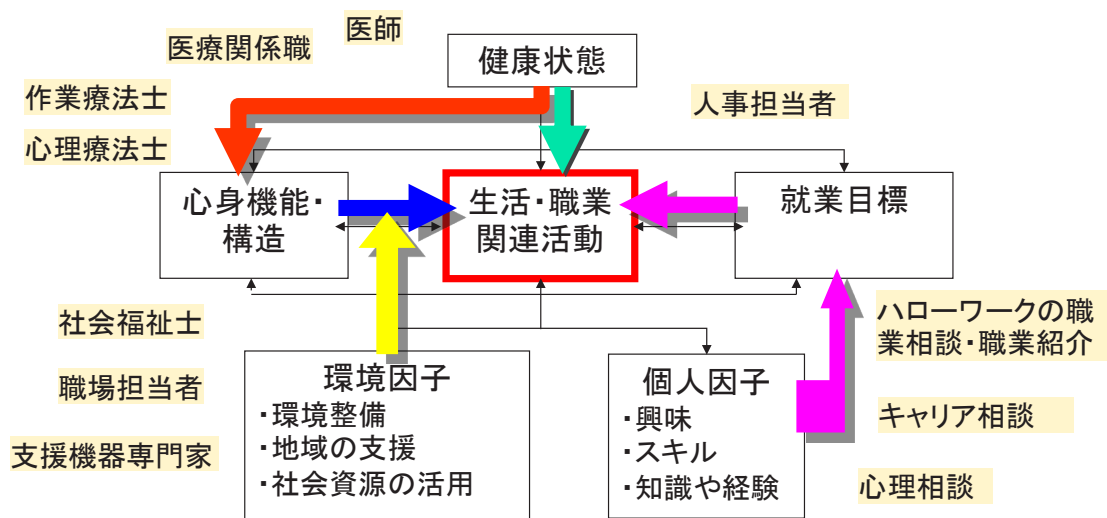 医師
医療関係職
健康状態
作業療法士
人事担当者
心理療法士
心身機能・
構造
生活・職業
関連活動
就業目標
社会福祉士
職場担当者
支援機器専門家
環境因子
・環境整備
・地域の支援
・社会資源の活用
個人因子
・興味
・スキル
・知識や経験
ハローワークの職
業相談・職業紹介
キャリア相談
心理相談